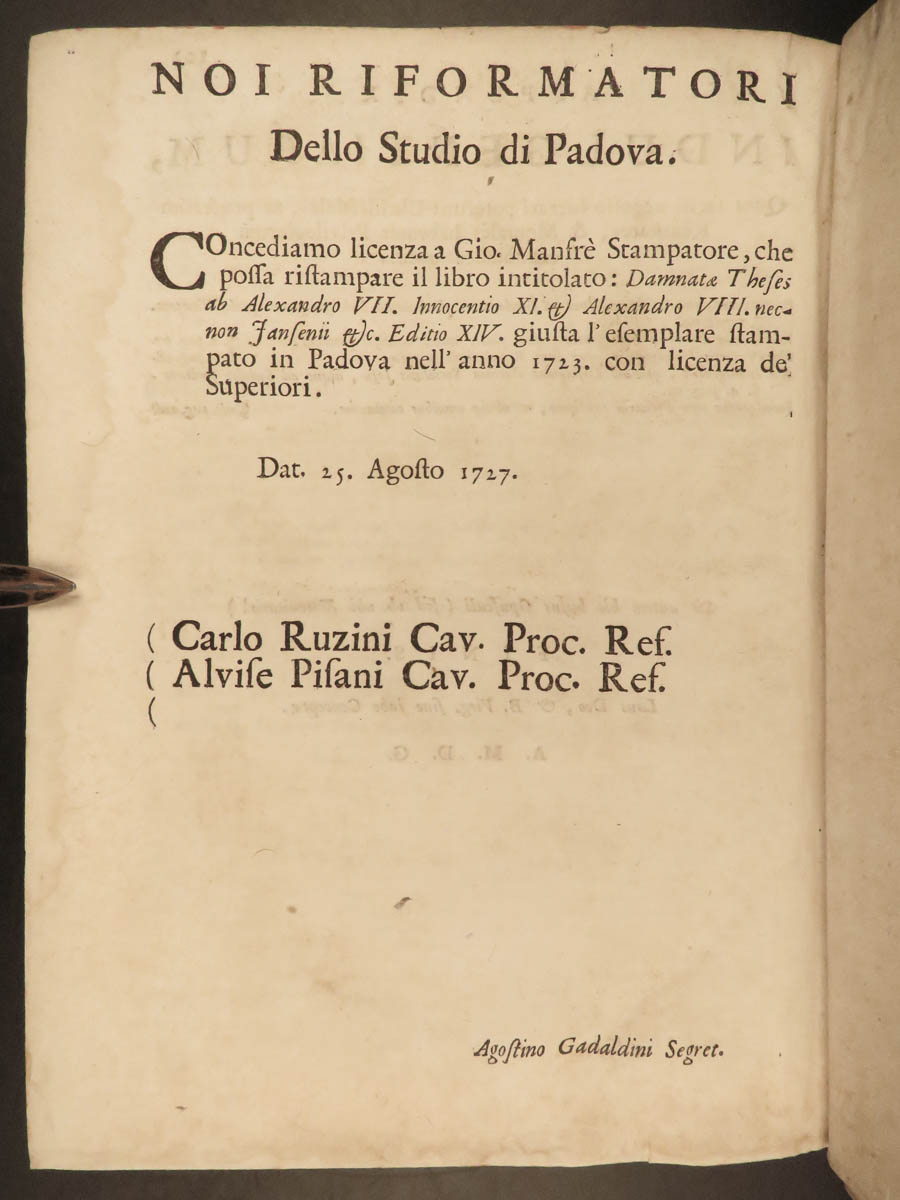 NOI RIFORMATORI
Dello Studio di Padova.
COncediamo licenza a Gio. Manfrè Stampatore, che
poſſa riſtampare il libro intitolato: Damnatæ Theſes
ab Alexandro VII. Innocentio XI. & Alexandro VIII. nec-
non Janſenii &c. Editio XIV. giuſta l'eſemplare ſtam-
pato in Padova nell'anno 1723. con licenza de'
Superiori.
Dat. 25. Agoſto 1727.
( Carlo Ruzini Cav. Proc. Ref.
( Alviſe Piſani Cav. Proc. Ref.
(
Agoſtino Gadaldini Segret.